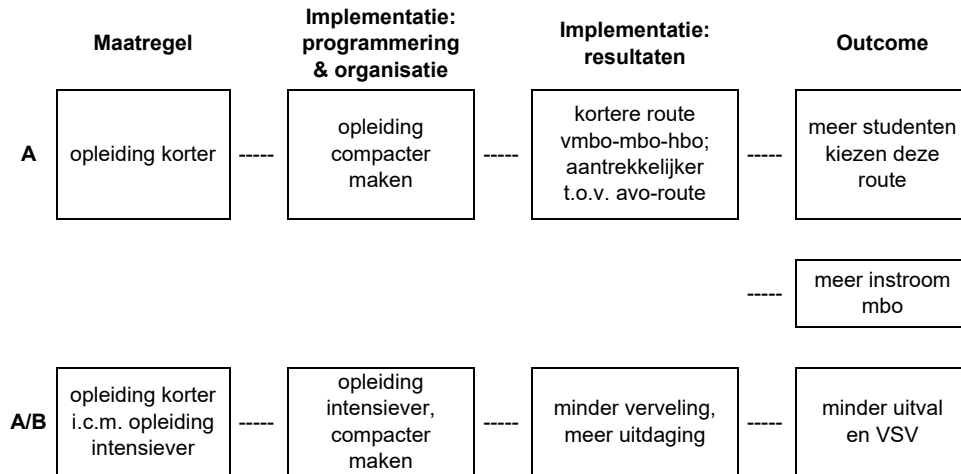 Maatregel
Implementatie:
programmering
& organisatie
Implementatie:
resultaten
Outcome
A
opleiding korter
-----
opleiding
compacter
maken
-----
kortere route
vmbo-mbo-hbo;
aantrekkelijker
t.o.v. avo-route
-----
meer studenten
kiezen deze
route
-----
meer instroom
mbo
A/B
opleiding korter
i.c.m. opleiding
intensiever
-----
opleiding
intensiever,
compacter
maken
-----
minder verveling,
meer uitdaging
-----
minder uitval
en VSV